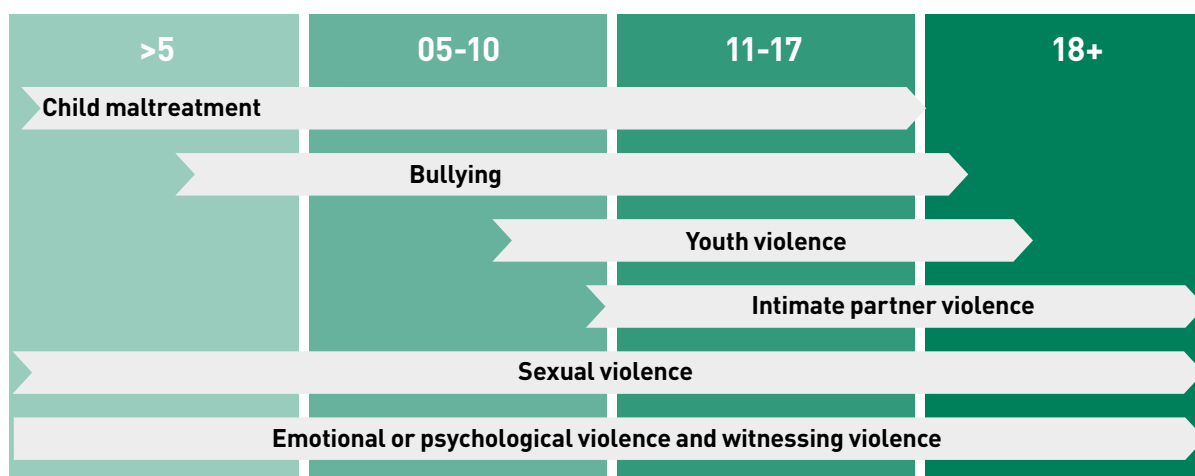 >5 05-10 11-17 18+
Child maltreatment
Bullying
Youth violence
Intimate partner violence
Sexual violence
Emotional or psychological violence and witnessing violence